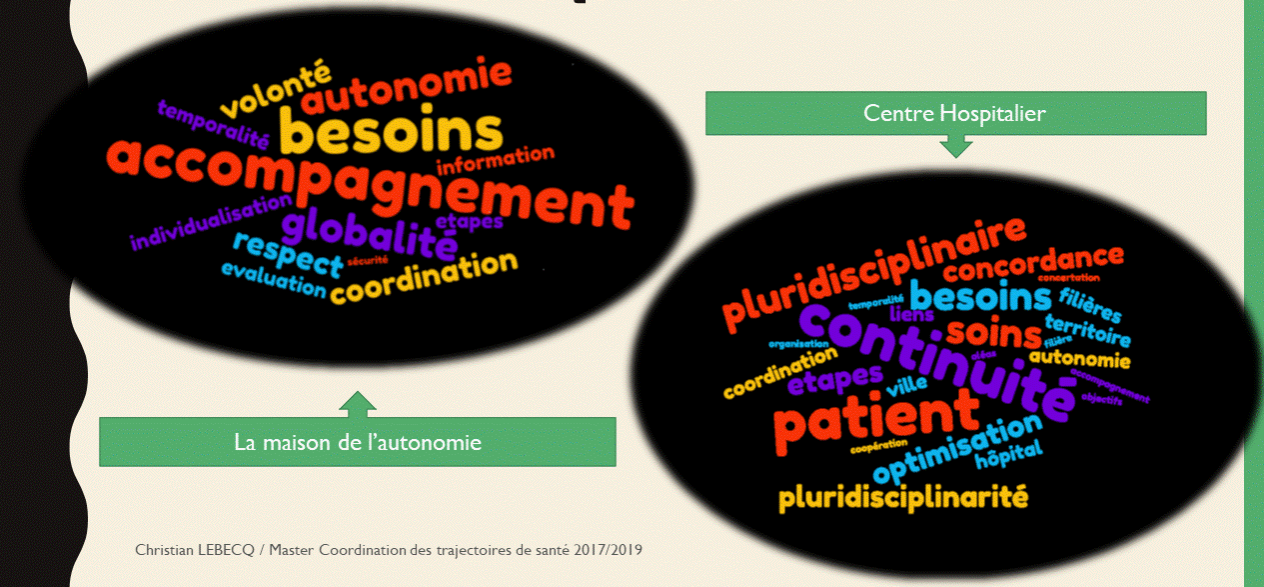 volonté
autonomie
temporalité
besoins
accompagnement
information
individualisation
globalité
etapes
respect
sécurité
evaluation
coordination
La maison de l'autonomie
Centre Hospitalier
pluridisciplinaire
concordance
concertation
temporalité
besoins
filières
liens
continuité
soins
territoire
organisation
filière
coordination
aléas
autonomie
etapes
ville
accompagnement
objectifs
patient
coopération
optimisation
hôpital
pluridisciplinarité
Christian LEBECQ / Master Coordination des trajectoires de santé 2017/2019